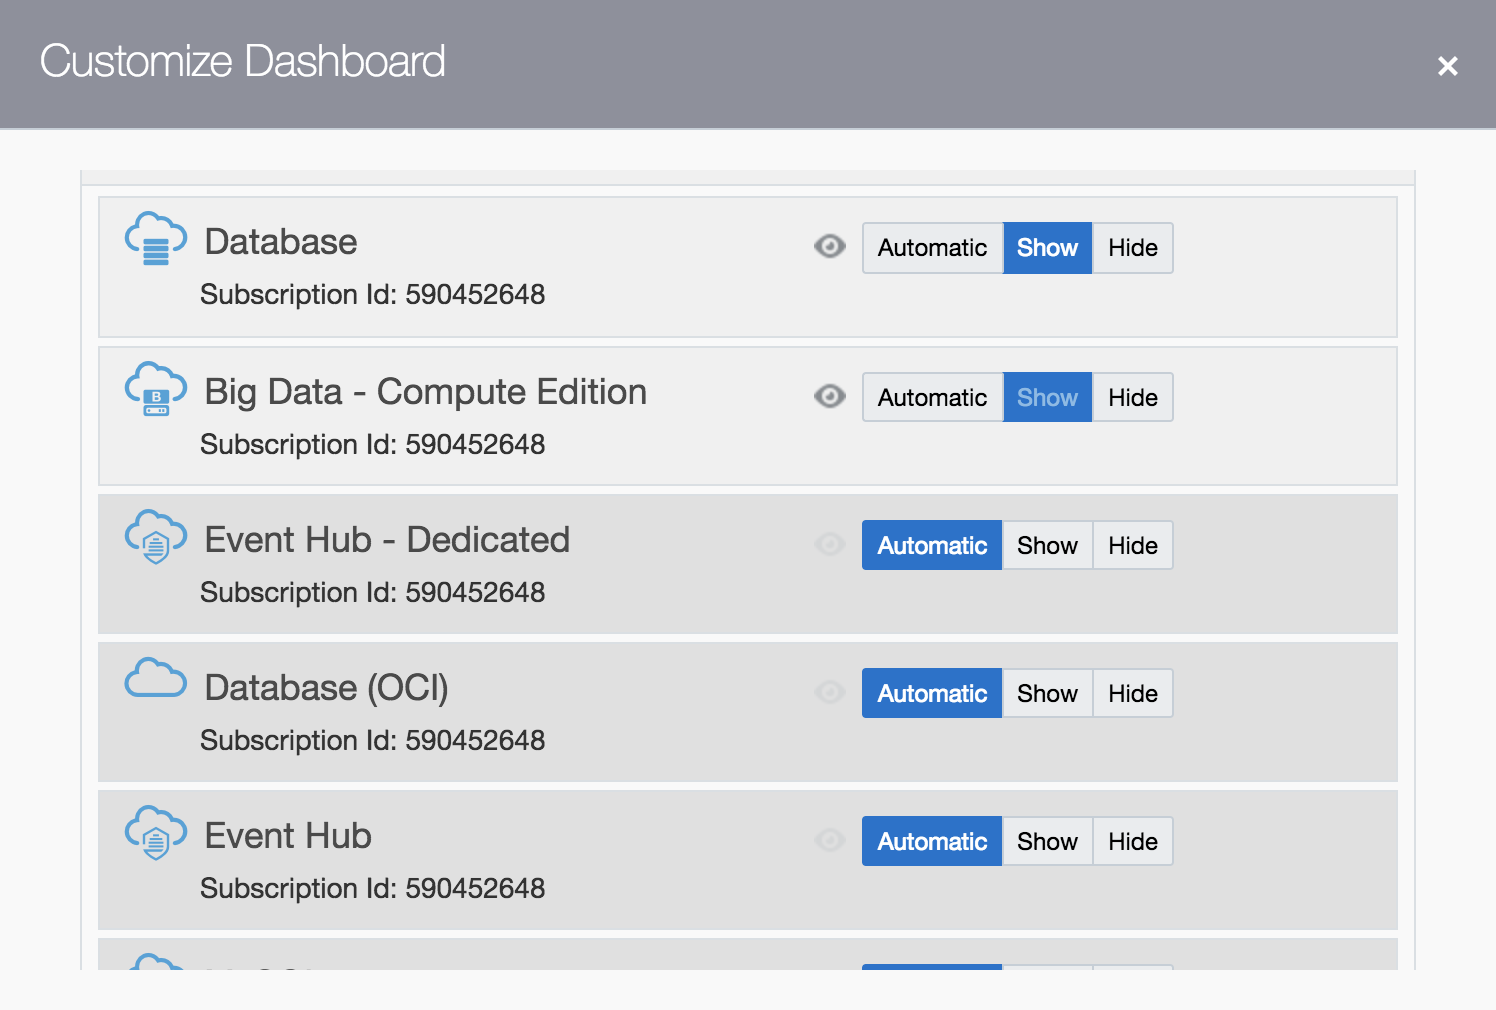 Customize Dashboard ×
Database Automatic Show Hide
Subscription Id: 590452648
Big Data - Compute Edition Automatic Show Hide
B
Subscription Id: 590452648
Event Hub - Dedicated Automatic Show Hide
Subscription Id: 590452648
Database (OCI) Automatic Show Hide
Subscription Id: 590452648
Event Hub Automatic Show Hide
Subscription Id: 590452648